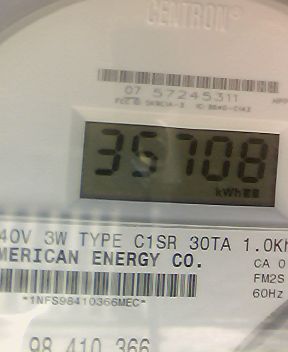 CENTRON®
07 57245311
35708
kWh
40V 3W TYPE C1SR 30TA 1.0Kh
MERICAN ENERGY CO.
CA 0
FM2S
60Hz
*1NFS98410366MEC*
98 410 366